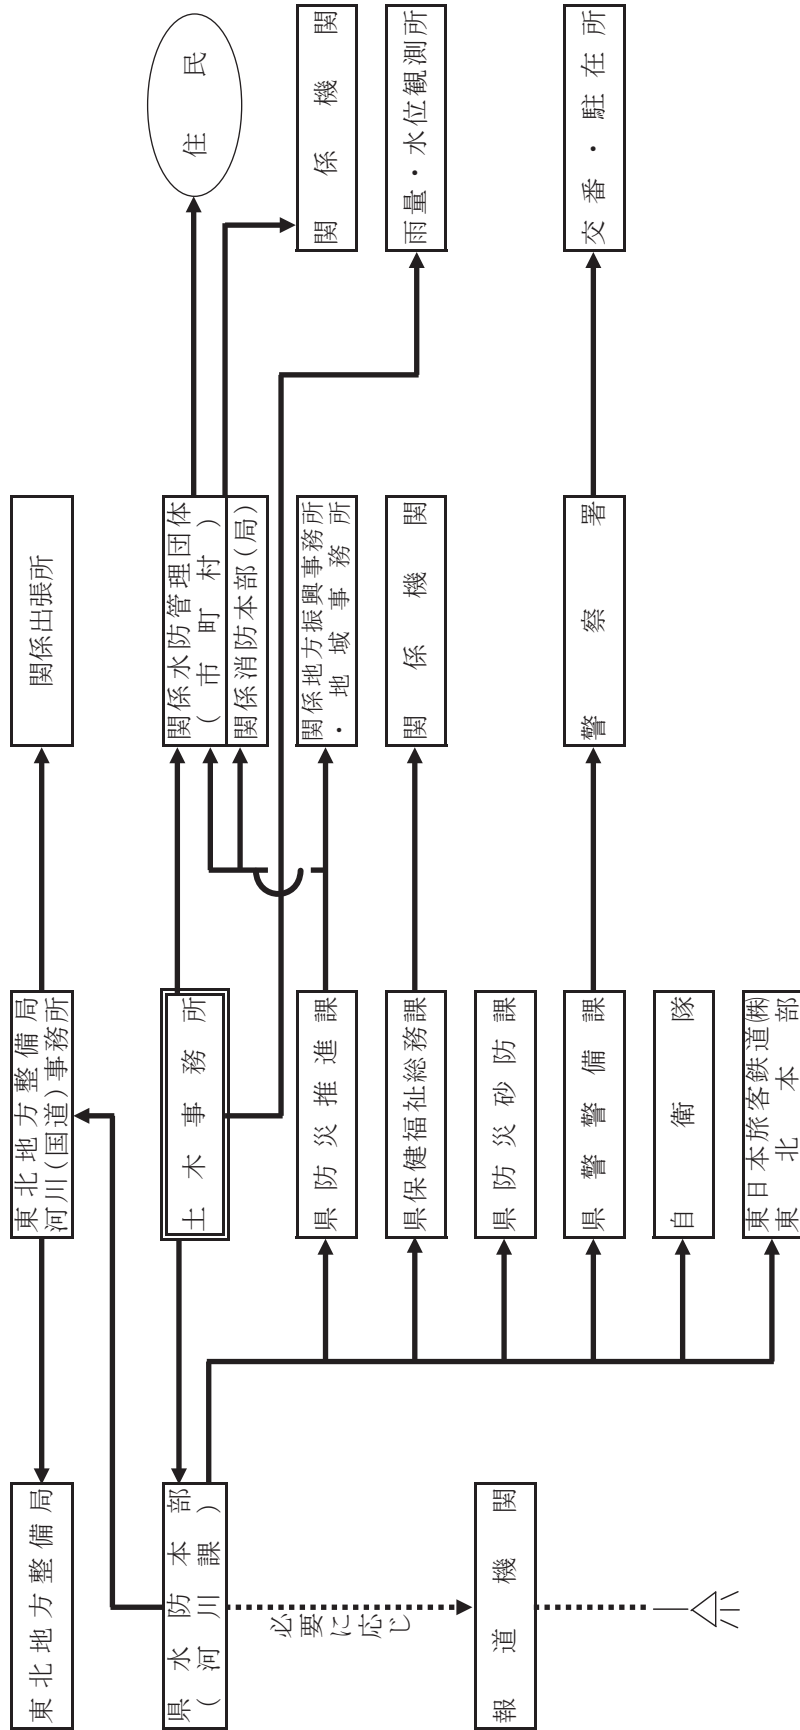 東北地方整備局
県水防本部
(河川課)
必要に応じ
報道機関
東北地方整備局
河川(国道)事務所
土木事務所
県防災推進課
県保健福祉総務課
県防災砂防課
県警警備課
自衛隊
東日本旅客鉄道㈱
東北本部
関係出張所
関係水防管理団体
(市町村)
関係消防本部(局)
関係地方振興事務所
・地域事務所
関係機関
警察署
住民
関係機関
雨量・水位観測所
交番・駐在所